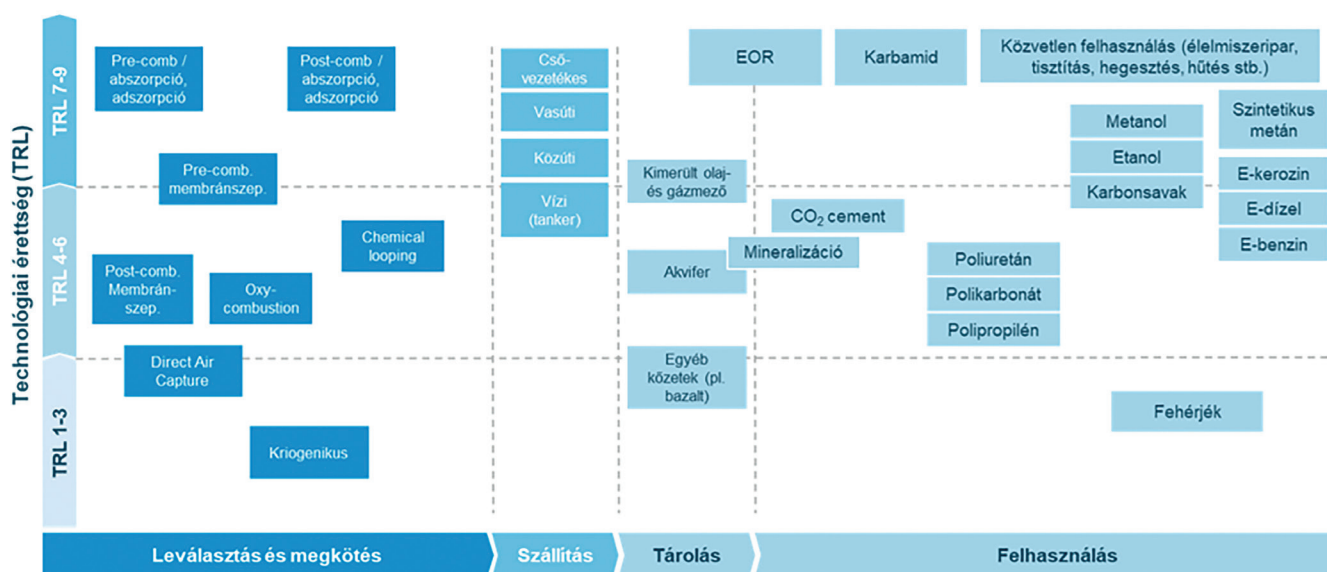 Technológiai érettség (TRL)
TRL 7-9
TRL 4-6
TRL 1-3
Pre-comb /
abszorpció,
adszorpció
Post-comb /
abszorpció,
adszorpció
Pre-comb.
membránszep.
Chemical
looping
Post-comb.
Membrán-
szep.
Oxy-
combustion
Direct Air
Capture
Kriogenikus
Cső-
vezetékes
Vasúti
Közúti
Vízi
(tanker)
Kimerült olaj-
és gázmező
Akvifer
Egyéb
kőzetek (pl.
bazalt)
EOR
Karbamid
Közvetlen felhasználás (élelmiszeripar,
tisztítás, hegesztés, hűtés stb.)
Metanol
Etanol
Karbonsavak
Szintetikus
metán
E-kerozin
E-dízel
E-benzin
CO₂ cement
Mineralizáció
Poliuretán
Polikarbonát
Polipropilén
Fehérjék
Leválasztás és megkötés
Szállítás
Tárolás
Felhasználás